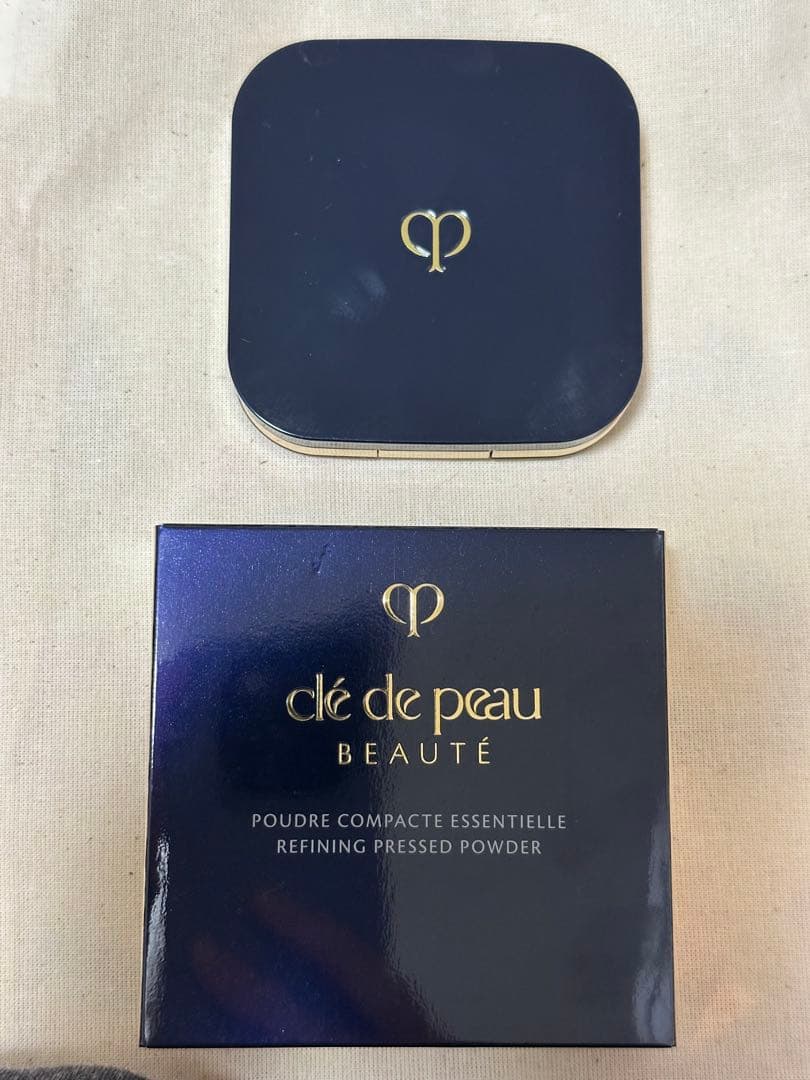 clé de peau
BEAUTÉ
POUDRE COMPACTE ESSENTIELLE
REFINING PRESSED POWDER